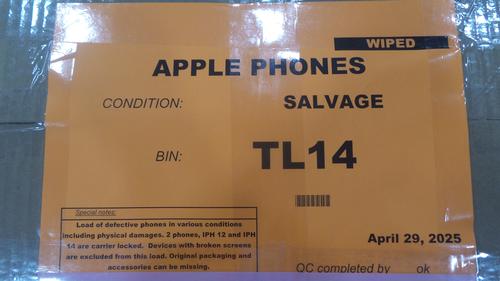 WIPED
APPLE PHONES
CONDITION: SALVAGE
BIN: TL14
Special notes:
Load of defective phones in various conditions
including physical damages. 2 phones, IPH 12 and IPH
14 are carrier locked. Devices with broken screens
are excluded from this load. Original packaging and
accessories can be missing.
April 29, 2025
QC completed by ok